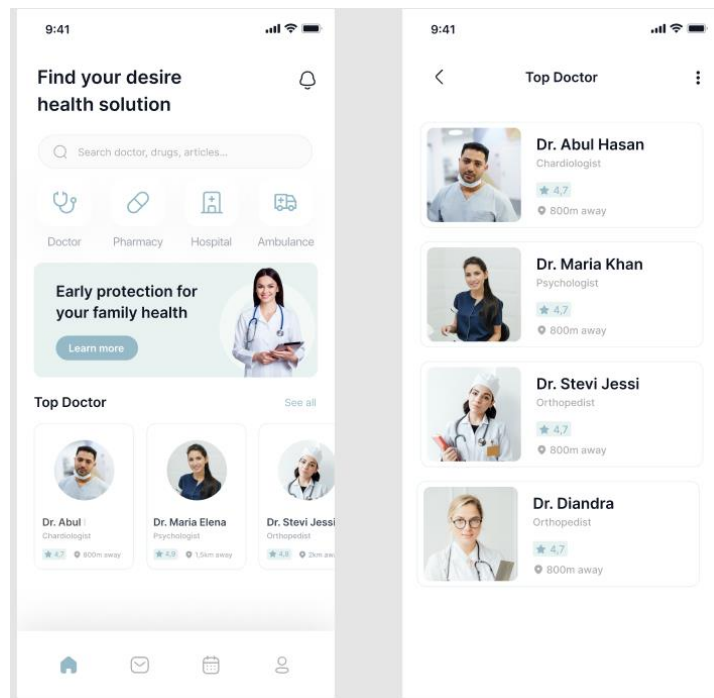 9:41
Find your desire
health solution
Search doctor, drugs, articles...
Doctor
Pharmacy
Hospital
Ambulance
Early protection for
your family health
Learn more
Top Doctor
See all
Dr. Abul
Chardiologist
4,7
800m away
Dr. Maria Elena
Psychologist
4,9
1,5km away
Dr. Stevi Jessi
Orthopedist
4,8
2km aw
9:41
Top Doctor
Dr. Abul Hasan
Chardiologist
4,7
800m away
Dr. Maria Khan
Psychologist
4,7
800m away
Dr. Stevi Jessi
Orthopedist
4,7
800m away
Dr. Diandra
Orthopedist
4,7
800m away